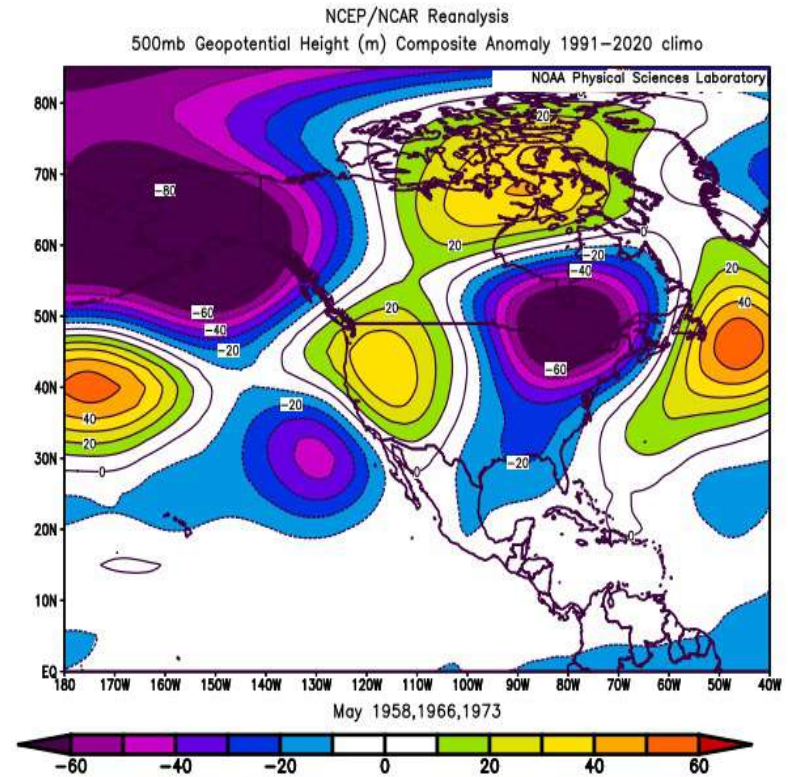 NCEP/NCAR Reanalysis
500mb Geopotential Height (m) Composite Anomaly 1991-2020 climo
NOAA Physical Sciences Laboratory
80N
70N
60N
50N
40N
30N
20N
10N
EQ
0
20
-80
0
20
-20
-40
20
-60
-40
-20
20
40
-60
-20
40
20
0
0
-20
0
180 170W 160W 150W 140W 130W 120W 110W 100W 90W 80W 70W 60W 50W 40W
May 1958,1966,1973
-60 -40 -20 0 20 40 60